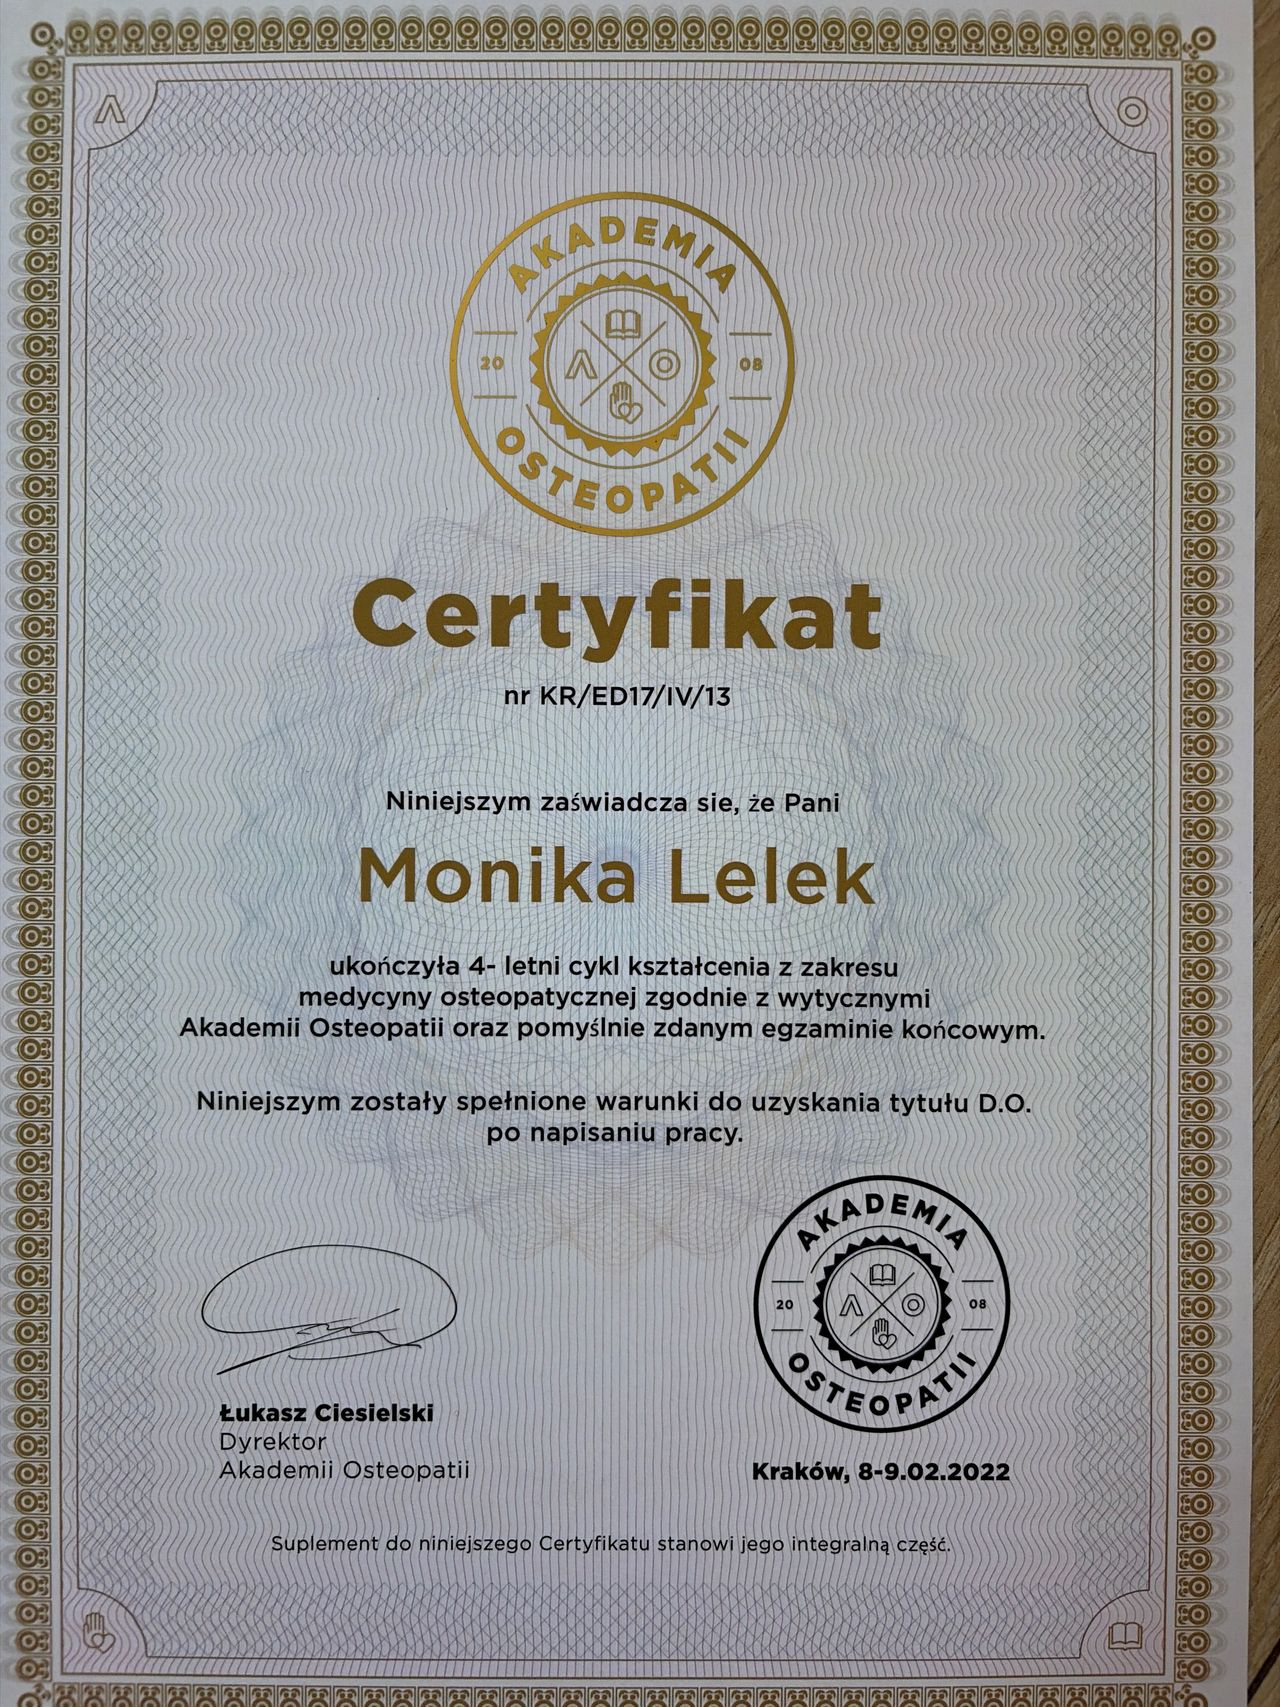 AKADEMIA
20 08
OSTEOPATII
Certyfikat
nr KR/ED17/IV/13
Niniejszym zaświadcza sie, że Pani
Monika Lelek
ukończyła 4- letni cykl kształcenia z zakresu
medycyny osteopatycznej zgodnie z wytycznymi
Akademii Osteopatii oraz pomyślnie zdanym egzaminie końcowym.
Niniejszym zostały spełnione warunki do uzyskania tytułu D.O.
po napisaniu pracy.
AKADEMIA
20 08
OSTEOPATII
Łukasz Ciesielski
Dyrektor
Akademii Osteopatii
Kraków, 8-9.02.2022
Suplement do niniejszego Certyfikatu stanowi jego integralną część.